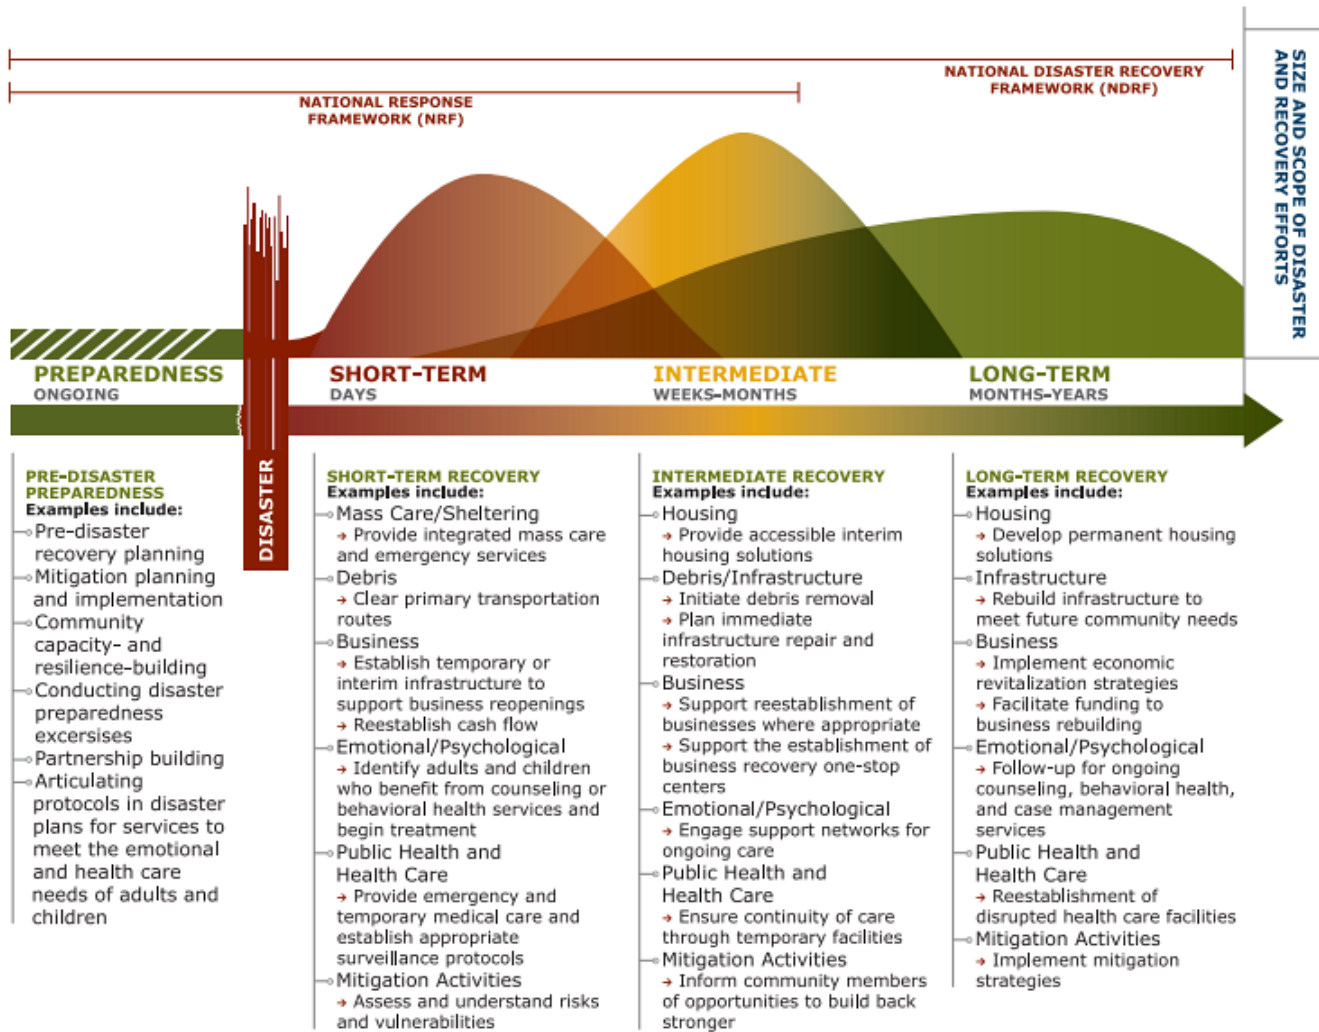 NATIONAL DISASTER RECOVERY
FRAMEWORK (NDRF)
NATIONAL RESPONSE
FRAMEWORK (NRF)
SIZE AND SCOPE OF DISASTER
AND RECOVERY EFFORTS
PREPAREDNESS
ONGOING
SHORT-TERM
DAYS
INTERMEDIATE
WEEKS-MONTHS
LONG-TERM
MONTHS-YEARS
DISASTER
PRE-DISASTER
PREPAREDNESS
Examples include:
Pre-disaster
recovery planning
Mitigation planning
and implementation
Community
capacity- and
resilience-building
Conducting disaster
preparedness
excersises
Partnership building
Articulating
protocols in disaster
plans for services to
meet the emotional
and health care
needs of adults and
children
SHORT-TERM RECOVERY
Examples include:
Mass Care/Sheltering
➔ Provide integrated mass care
and emergency services
Debris
➔ Clear primary transportation
routes
Business
➔ Establish temporary or
interim infrastructure to
support business reopenings
➔ Reestablish cash flow
Emotional/Psychological
➔ Identify adults and children
who benefit from counseling or
behavioral health services and
begin treatment
Public Health and
Health Care
➔ Provide emergency and
temporary medical care and
establish appropriate
surveillance protocols
Mitigation Activities
➔ Assess and understand risks
and vulnerabilities
INTERMEDIATE RECOVERY
Examples include:
Housing
➔ Provide accessible interim
housing solutions
Debris/Infrastructure
➔ Initiate debris removal
➔ Plan immediate
infrastructure repair and
restoration
Business
➔ Support reestablishment of
businesses where appropriate
➔ Support the establishment of
business recovery one-stop
centers
Emotional/Psychological
➔ Engage support networks for
ongoing care
Public Health and
Health Care
➔ Ensure continuity of care
through temporary facilities
Mitigation Activities
➔ Inform community members
of opportunities to build back
stronger
LONG-TERM RECOVERY
Examples include:
Housing
➔ Develop permanent housing
solutions
Infrastructure
➔ Rebuild infrastructure to
meet future community needs
Business
➔ Implement economic
revitalization strategies
➔ Facilitate funding to
business rebuilding
Emotional/Psychological
➔ Follow-up for ongoing
counseling, behavioral health,
and case management
services
Public Health and
Health Care
➔ Reestablishment of
disrupted health care facilities
Mitigation Activities
➔ Implement mitigation
strategies